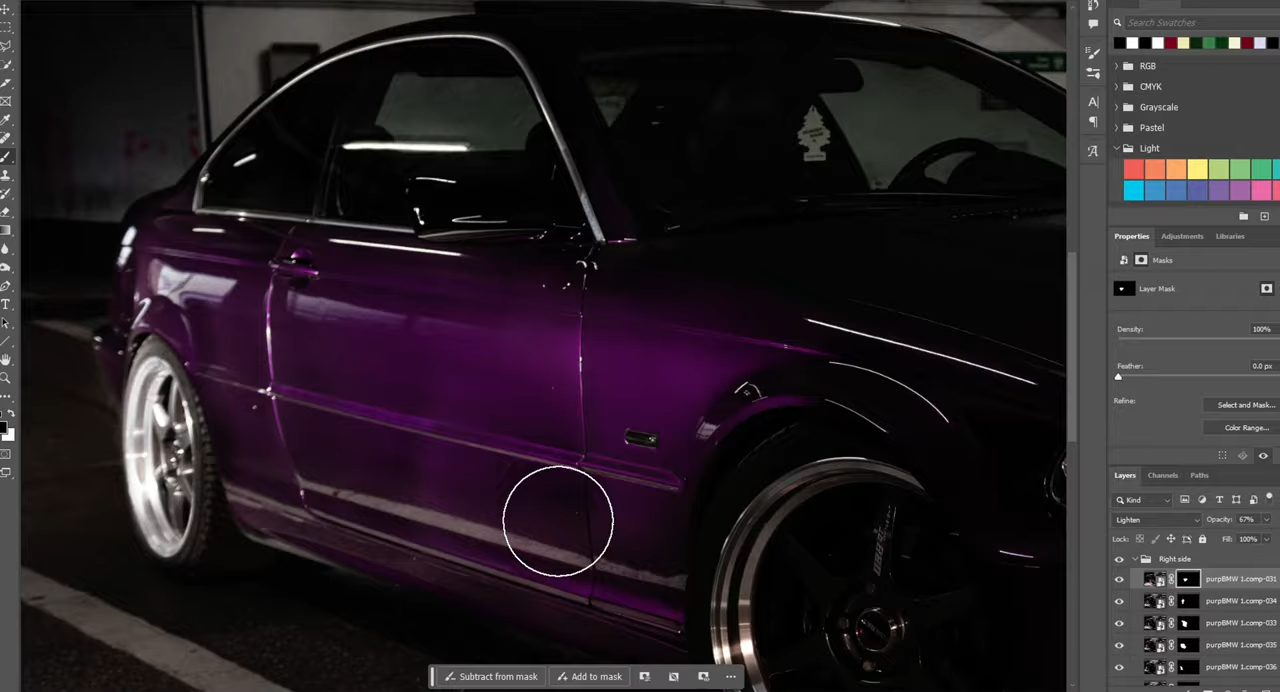 Search Swatches
RGB
CMYK
Grayscale
Pastel
Light
Properties Adjustments Libraries
Masks
Layer Mask
Density: 100%
Feather: 0.0 px
Refine: Select and Mask...
Color Range...
Layers Channels Paths
Kind
Lighten Opacity: 67%
Lock: Fill: 100%
Right side
purpBMW 1.comp-031
purpBMW 1.comp-034
purpBMW 1.comp-033
purpBMW 1.comp-035
purpBMW 1.comp-036
Subtract from mask Add to mask